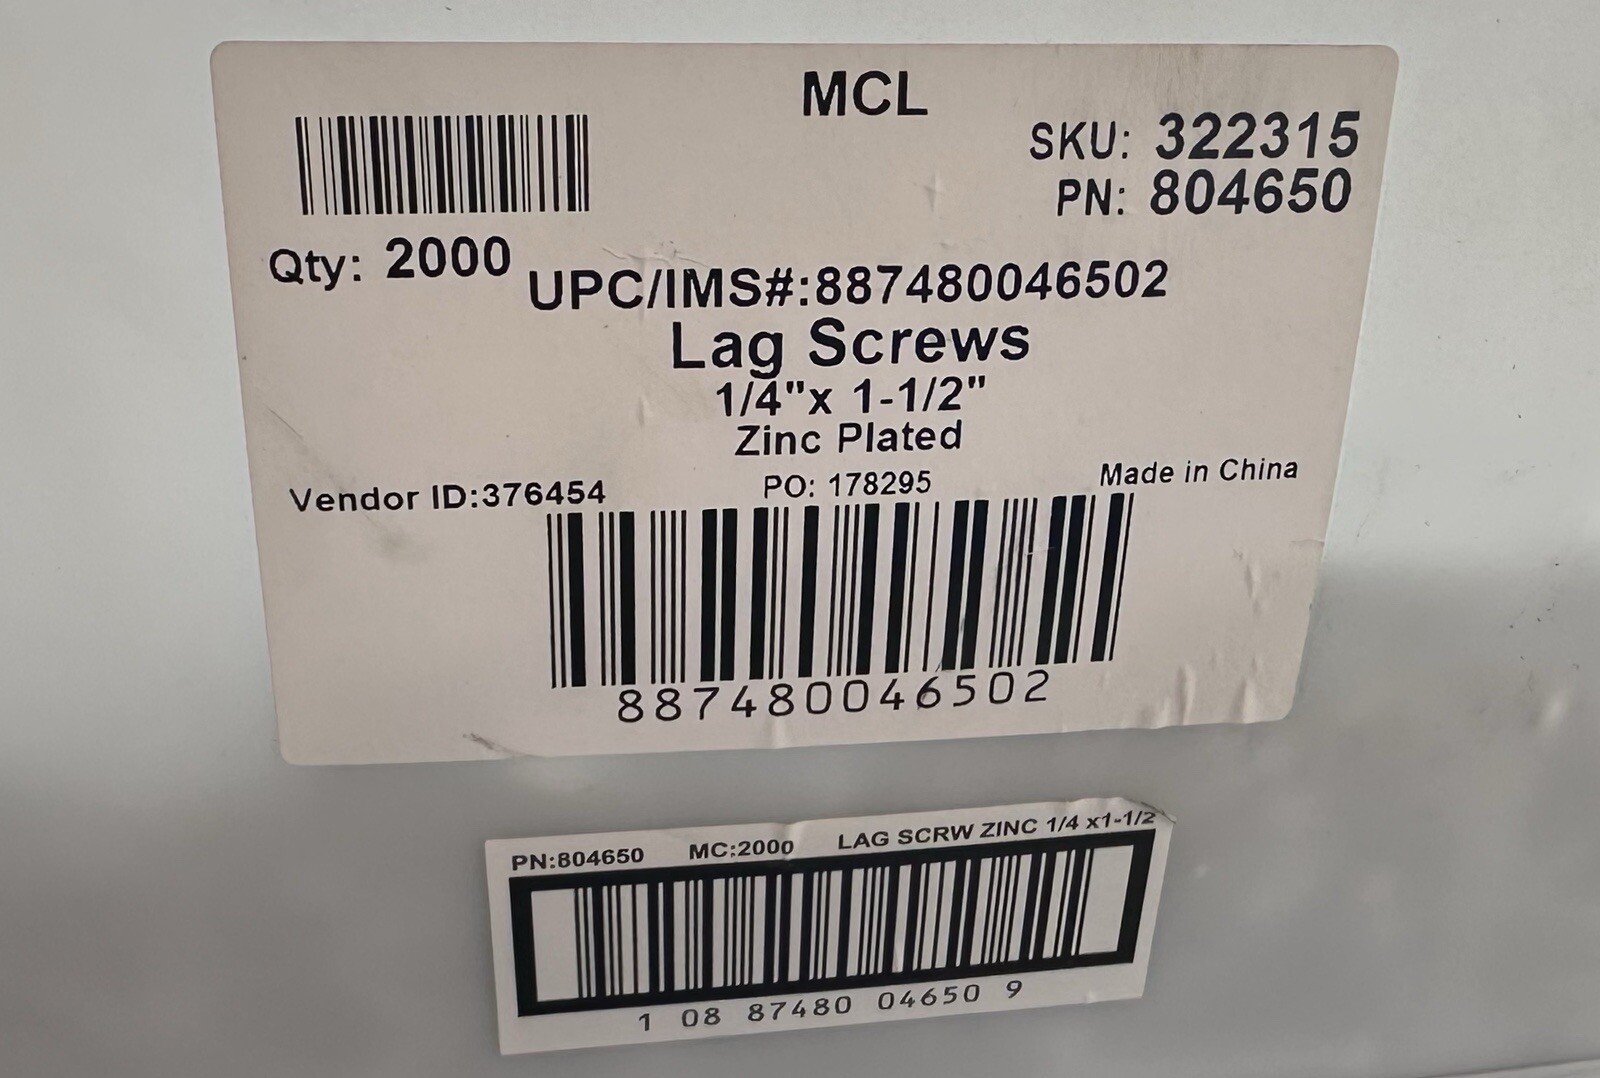 MCL
SKU: 322315
PN: 804650
Qty: 2000
UPC/IMS#:887480046502
Lag Screws
1/4"x 1-1/2"
Zinc Plated
Vendor ID:376454 PO: 178295 Made in China
887480046502
PN:804650 MC:2000 LAG SCRW ZINC 1/4 x1-1/2
1 08 87480 04650 9